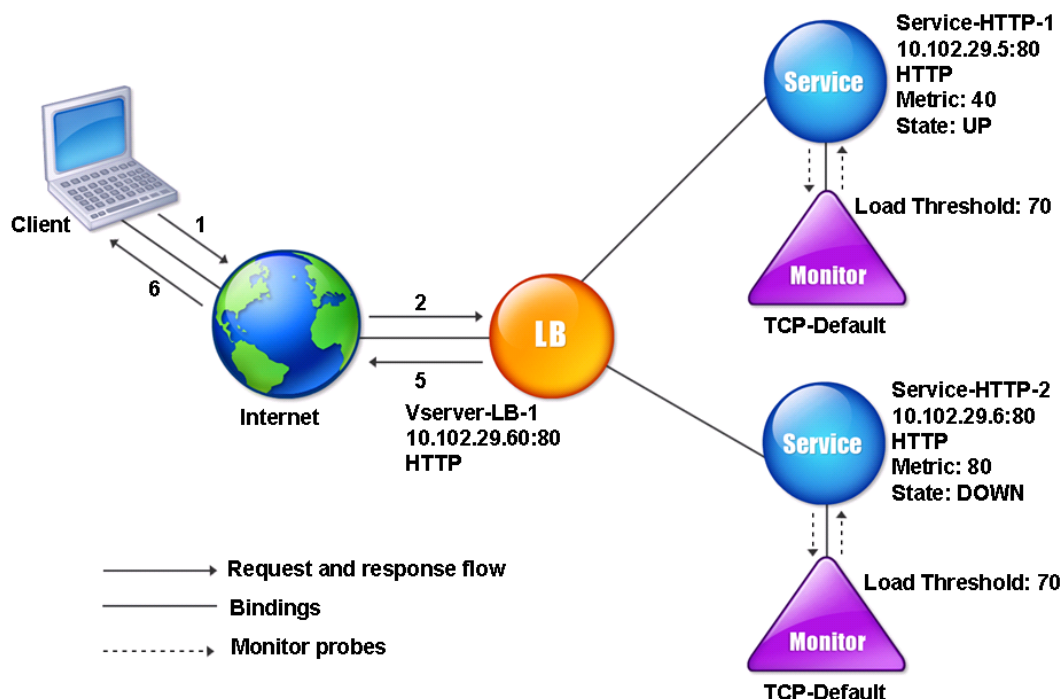 Service-HTTP-1
10.102.29.5:80
HTTP
Metric: 40
State: UP
Service
Load Threshold: 70
Monitor
TCP-Default
Client
1
6
Internet
2
5
LB
Vserver-LB-1
10.102.29.60:80
HTTP
Service-HTTP-2
10.102.29.6:80
HTTP
Metric: 80
State: DOWN
Service
Load Threshold: 70
Monitor
TCP-Default
Request and response flow
Bindings
Monitor probes